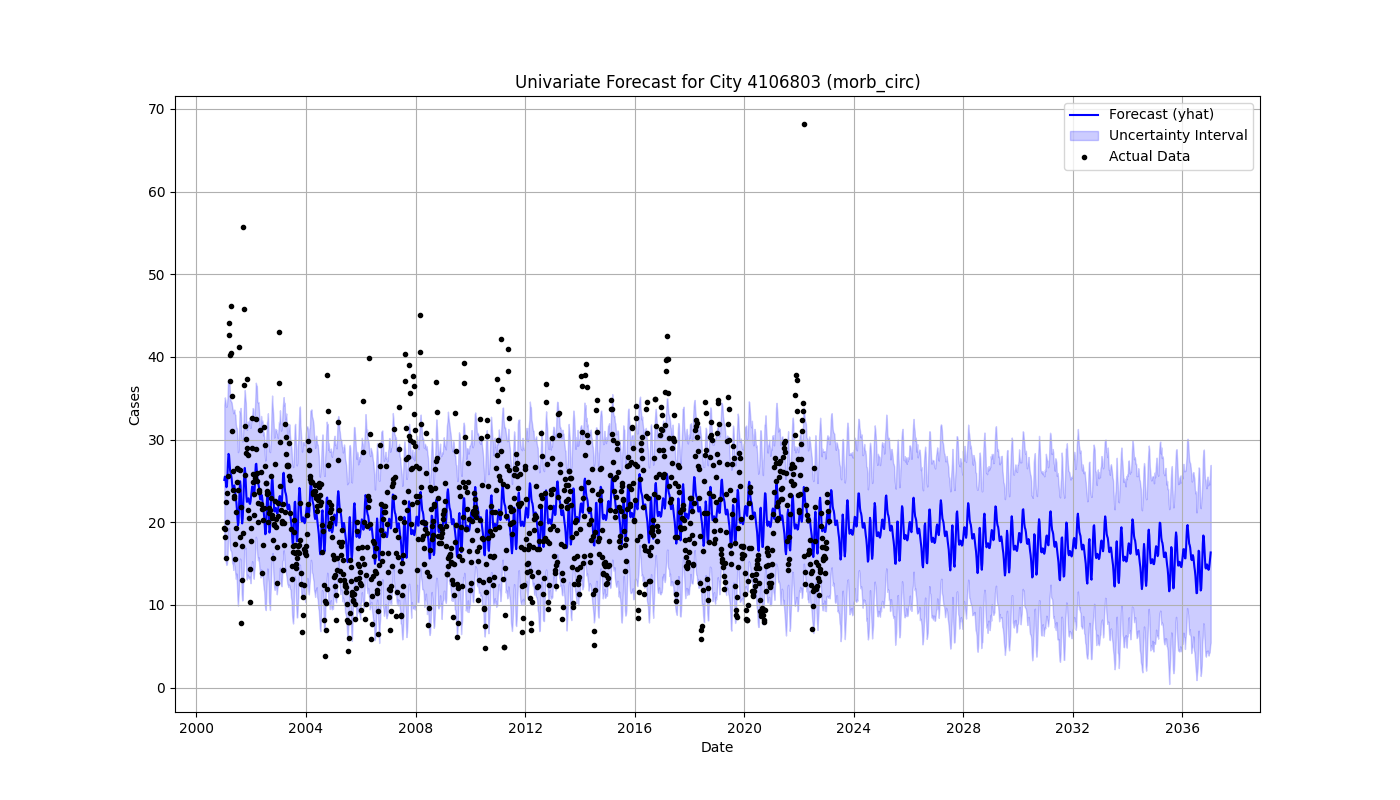 Univariate Forecast for City 4106803 (morb_circ)
Forecast (yhat)
Uncertainty Interval
Actual Data
Cases
70
60
50
40
30
20
10
0
2000 2004 2008 2012 2016 2020 2024 2028 2032 2036
Date